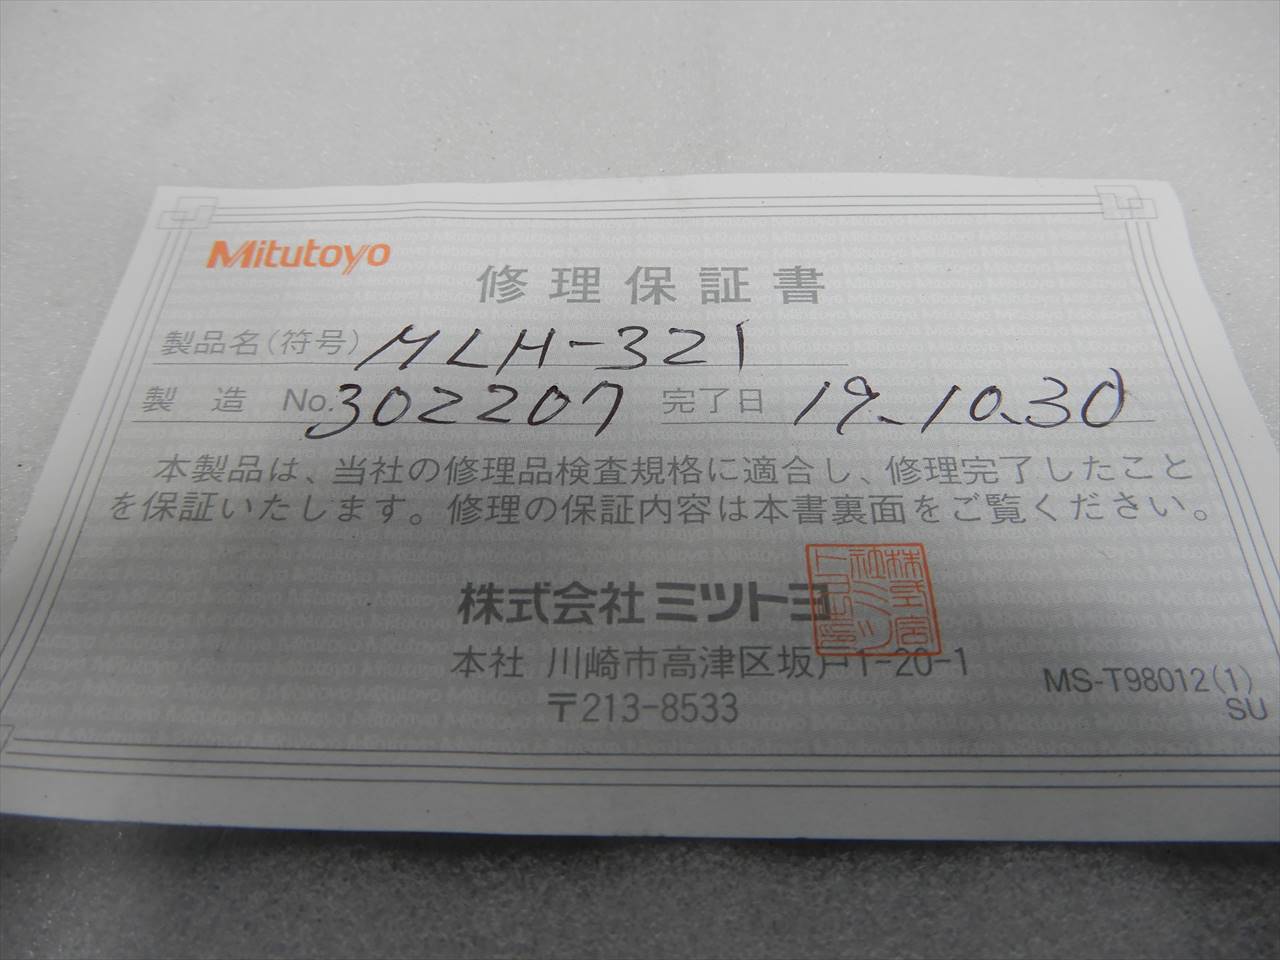 Mitutoyo
修理保証書
製品名(符号) MLH-321
製 造 No. 302207 完了日 19.10.30
本製品は、当社の修理品検査規格に適合し、修理完了したこと
を保証いたします。修理の保証内容は本書裏面をご覧ください。
株式会社 ミツトヨ
本社 川崎市高津区坂戸1-20-1
〒213-8533
MS-T98012(1)
SU